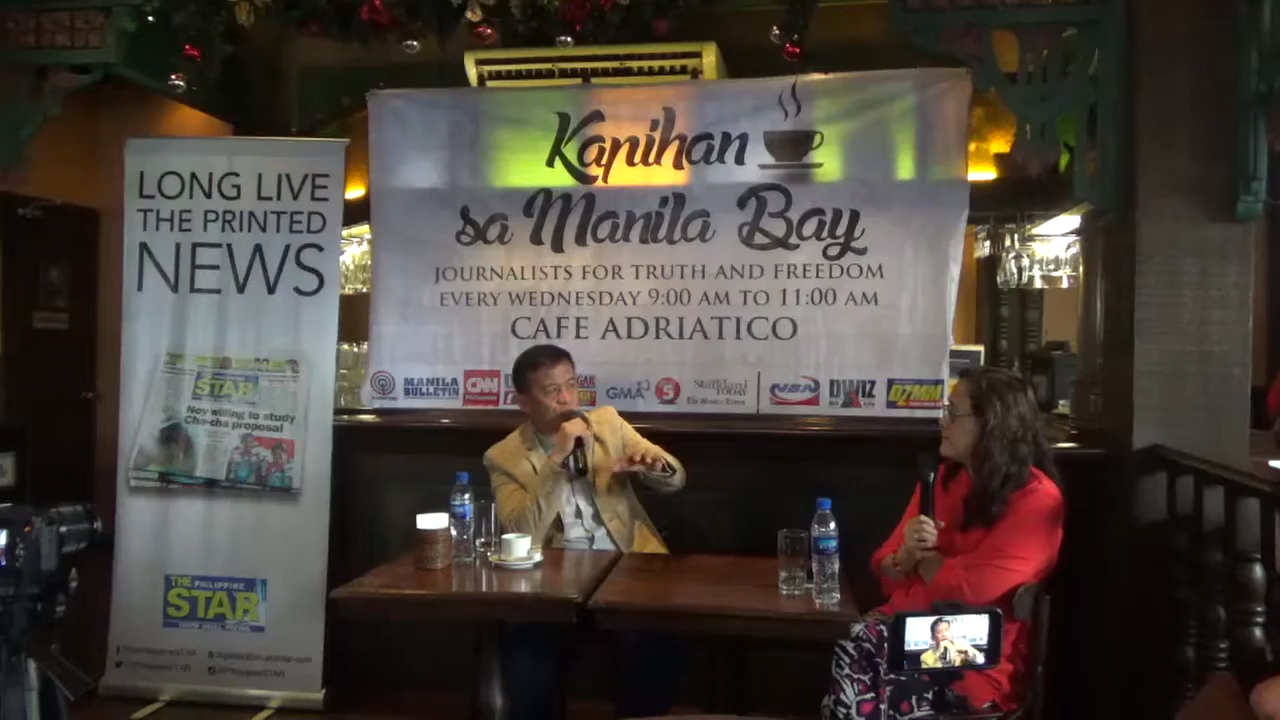 LONG LIVE
THE PRINTED
NEWS
STAR
Noy willing to study
Cha-cha proposal
THE PHILIPPINE
STAR
Kapihan
sa Manila Bay
JOURNALISTS FOR TRUTH AND FREEDOM
EVERY WEDNESDAY 9:00 AM TO 11:00 AM
CAFE ADRIATICO
MANILA
BULLETIN
CNN
Philippines
GMA
5
Standard
TODAY
The Manila Times
DWIZ
DZMM